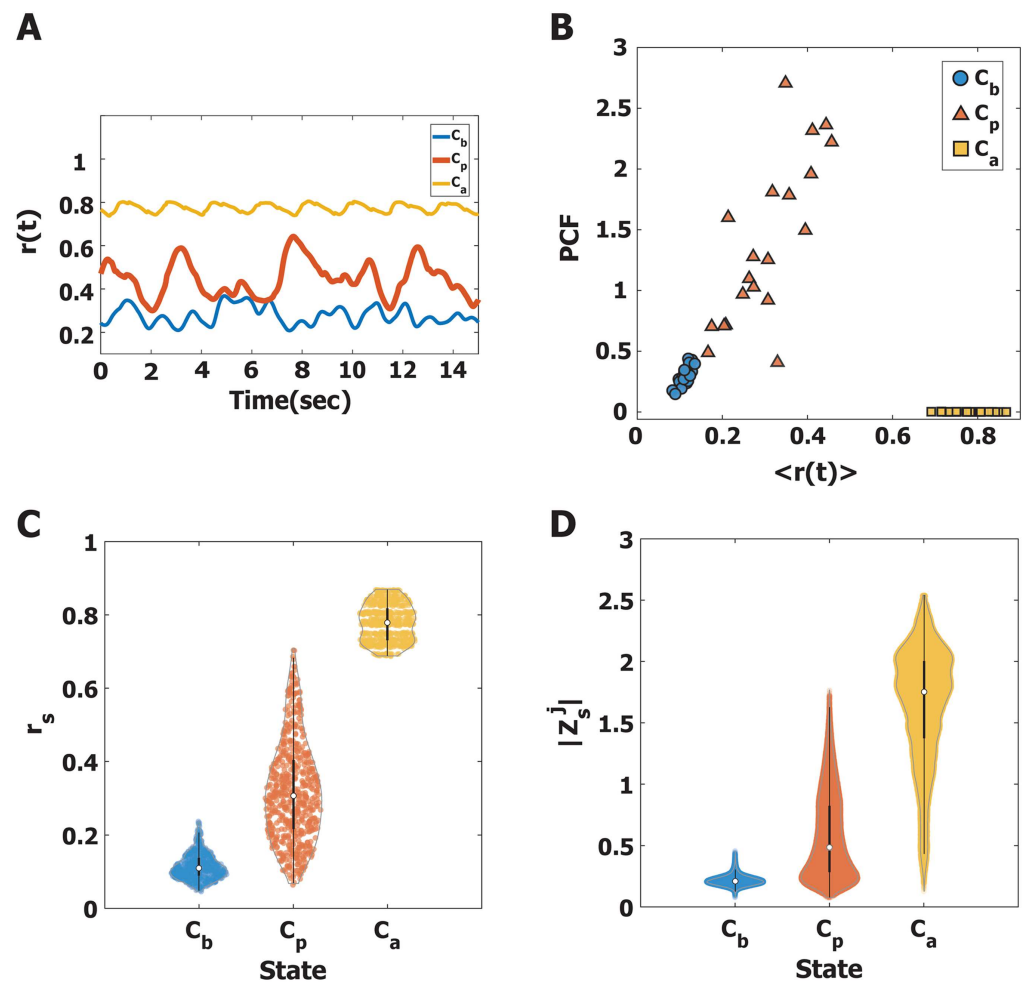 A
r(t)
1
0.8
0.6
0.4
0.2
0 2 4 6 8 10 12 14
Time(sec)
C_b
C_p
C_a
B
PCF
3
2.5
2
1.5
1
0.5
0
0 0.2 0.4 0.6 0.8
<r(t)>
C_b
C_p
C_a
C
r_s
1
0.8
0.6
0.4
0.2
0
C_b C_p C_a
State
D
|Z_s^j|
3
2.5
2
1.5
1
0.5
0
C_b C_p C_a
State